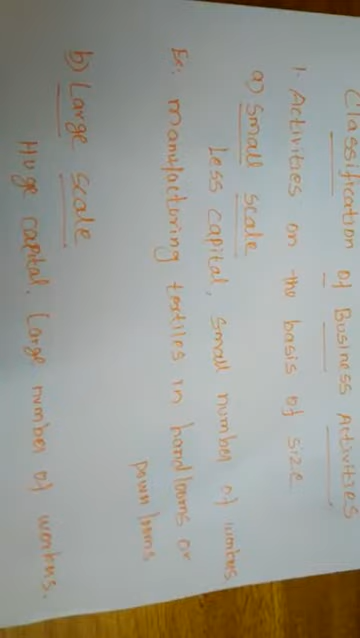 Classification of Business Activities
1. Activities on the basis of size
a) Small scale
Less capital, small number of workers
Ex: manufacturing textiles in handlooms or
power looms
b) Large scale
Huge capital, Large number of workers.